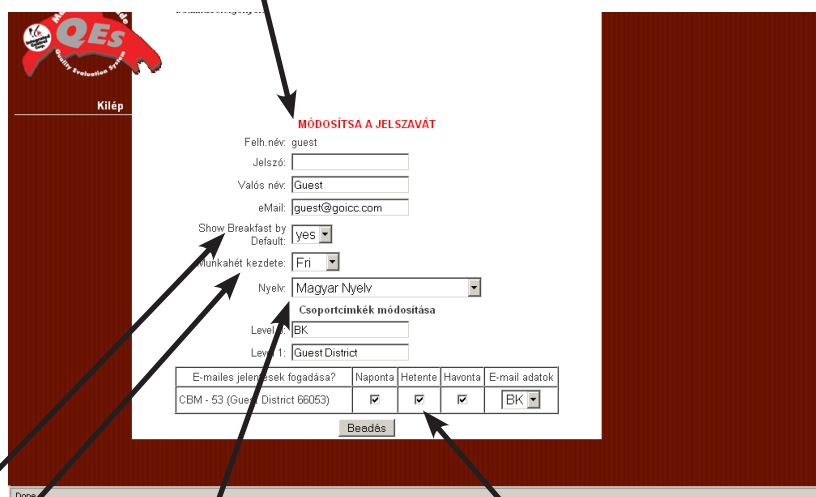 QEs
Quality Evaluation System
Kilép
MÓDOSÍTSA A JELSZAVÁT
Felh.név: guest
Jelszó:
Valós név: Guest
eMail: guest@goicc.com
Show Breakfast by
Default: yes
Munkahét kezdete: Fri
Nyelv: Magyar Nyelv
Csoportcímkék módosítása
BK
Level 1: Guest District
E-mailes jelentések fogadása? Naponta Hetente Havonta E-mail adatok
CBM - 53 (Guest District 66053) BK
Beadás
Done